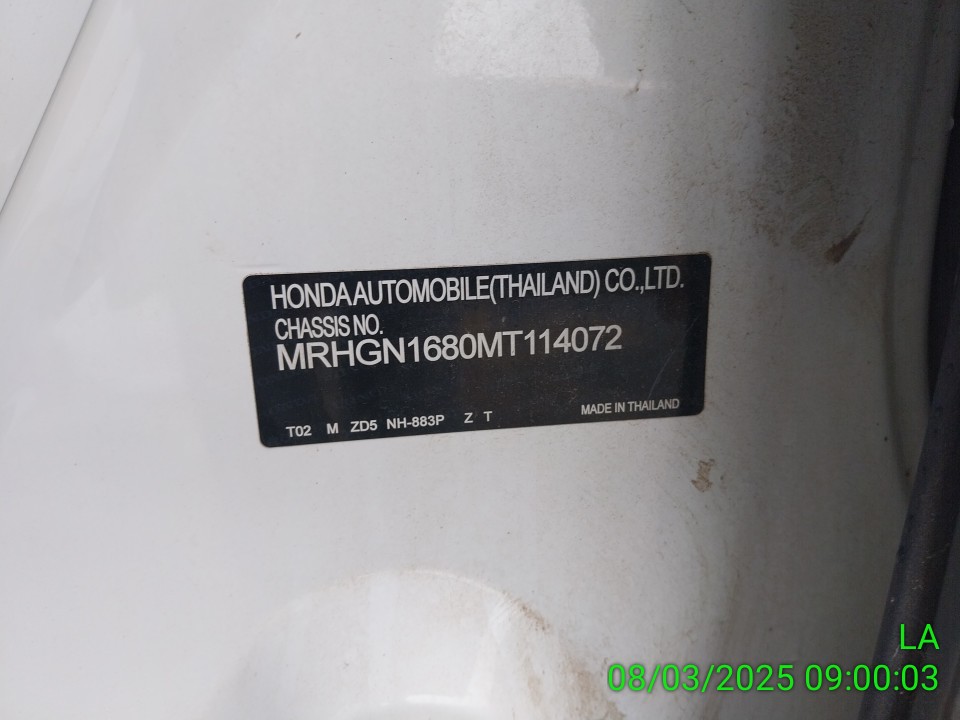 HONDA AUTOMOBILE(THAILAND) CO.,LTD.
CHASSIS NO.
MRHGN1680MT114072
T02 M ZD5 NH-883P Z T MADE IN THAILAND
LA
08/03/2025 09:00:03